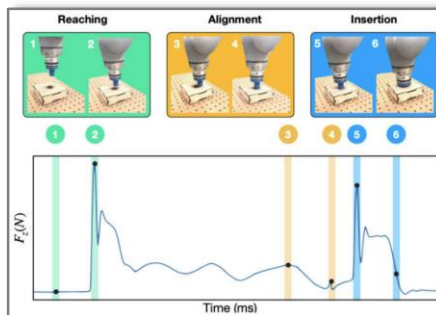 Reaching Alignment Insertion
1 2 3 4 5 6
1 2 3 4 5 6
F_z(N)
Time (ms)